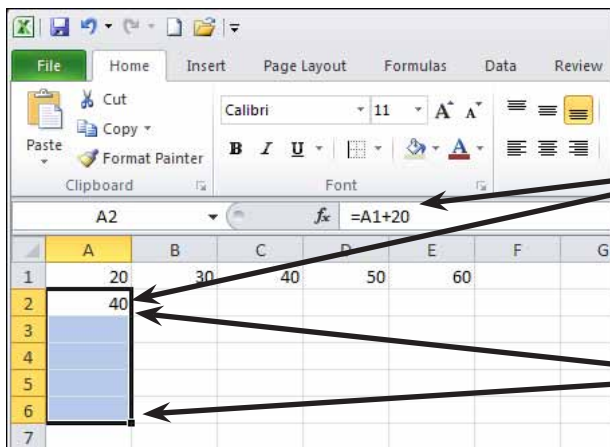 File Home Insert Page Layout Formulas Data Review
Cut
Calibri 11 A A
Copy
Paste
B I U A
Format Painter
Clipboard Font
A2 fx =A1+20
A B C D E F G
1 20 30 40 50 60
2 40
3
4
5
6
7